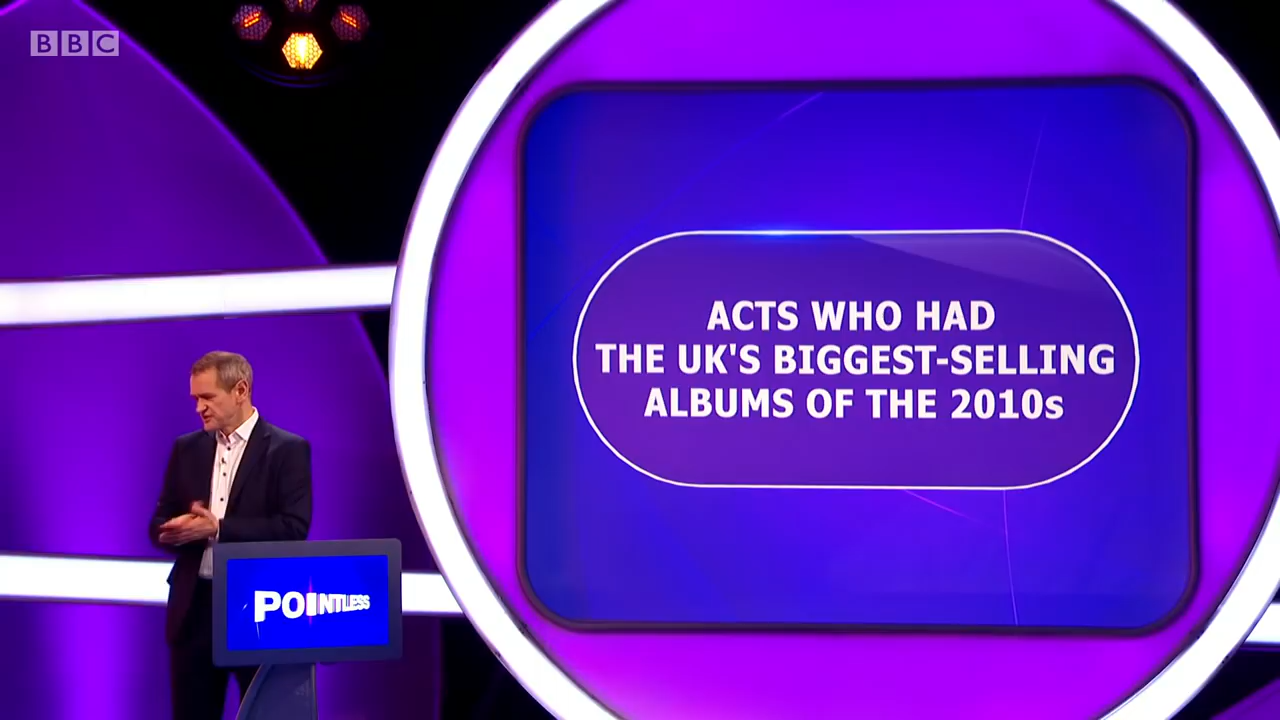 BBC
ACTS WHO HAD
THE UK'S BIGGEST-SELLING
ALBUMS OF THE 2010s
POINTLESS